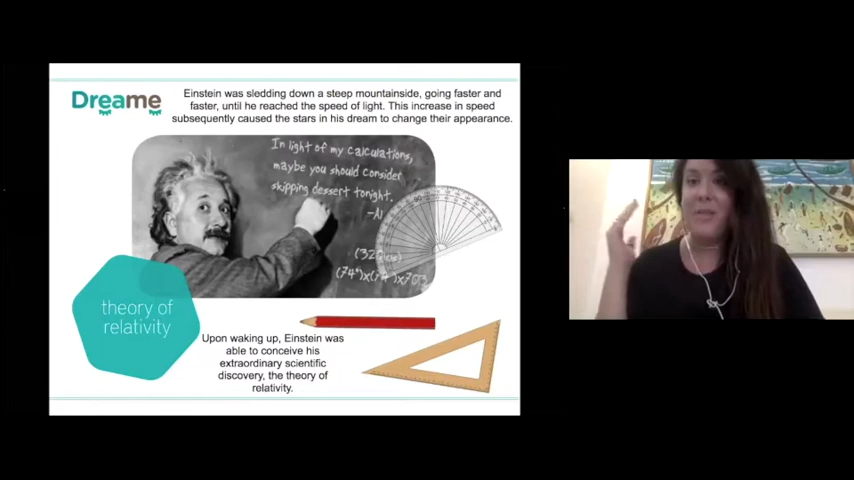 Dreame
Einstein was sledding down a steep mountainside, going faster and
faster, until he reached the speed of light. This increase in speed
subsequently caused the stars in his dream to change their appearance.
In light of my calculations,
maybe you should consider
skipping dessert tonight.
theory of
relativity
Upon waking up, Einstein was
able to conceive his
extraordinary scientific
discovery, the theory of
relativity.